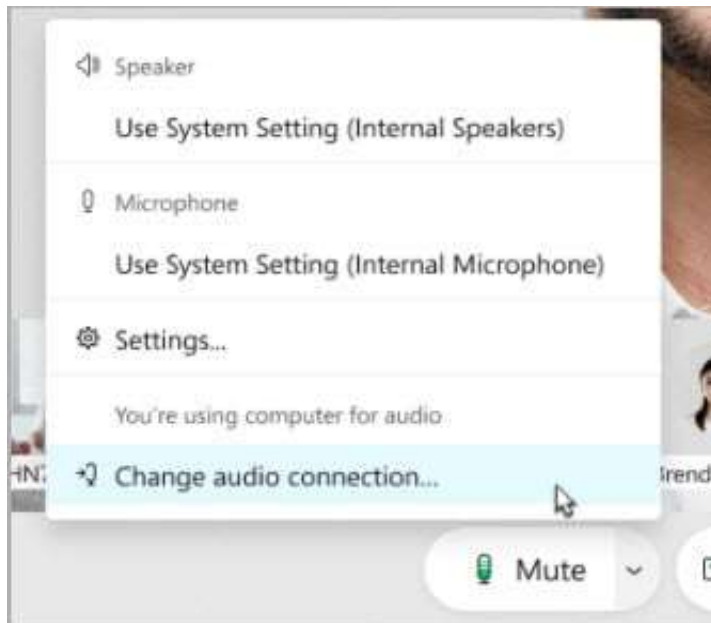 Speaker
Use System Setting (Internal Speakers)
Microphone
Use System Setting (Internal Microphone)
Settings...
You're using computer for audio
Change audio connection...
Mute